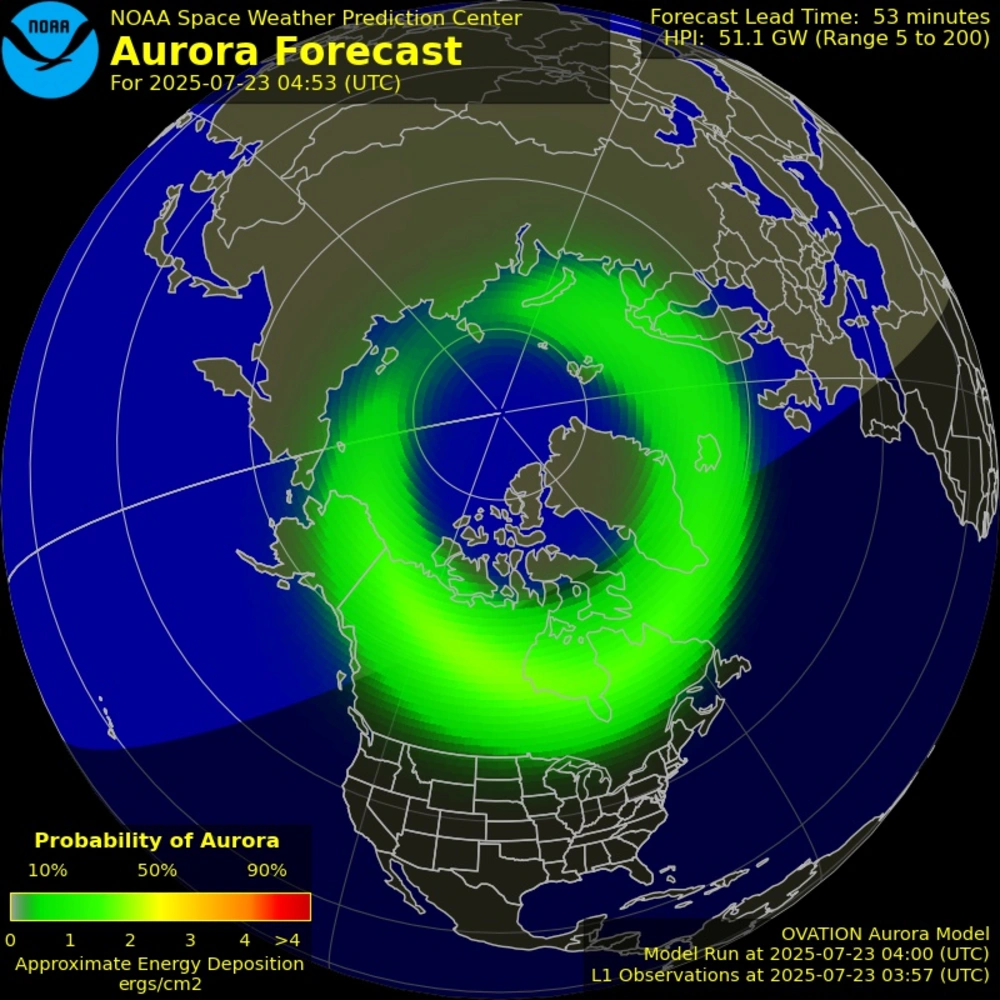 NOAA
NOAA Space Weather Prediction Center
Aurora Forecast
For 2025-07-23 04:53 (UTC)
Forecast Lead Time: 53 minutes
HPI: 51.1 GW (Range 5 to 200)
Probability of Aurora
10% 50% 90%
0 1 2 3 4 >4
Approximate Energy Deposition
ergs/cm2
OVATION Aurora Model
Model Run at 2025-07-23 04:00 (UTC)
L1 Observations at 2025-07-23 03:57 (UTC)